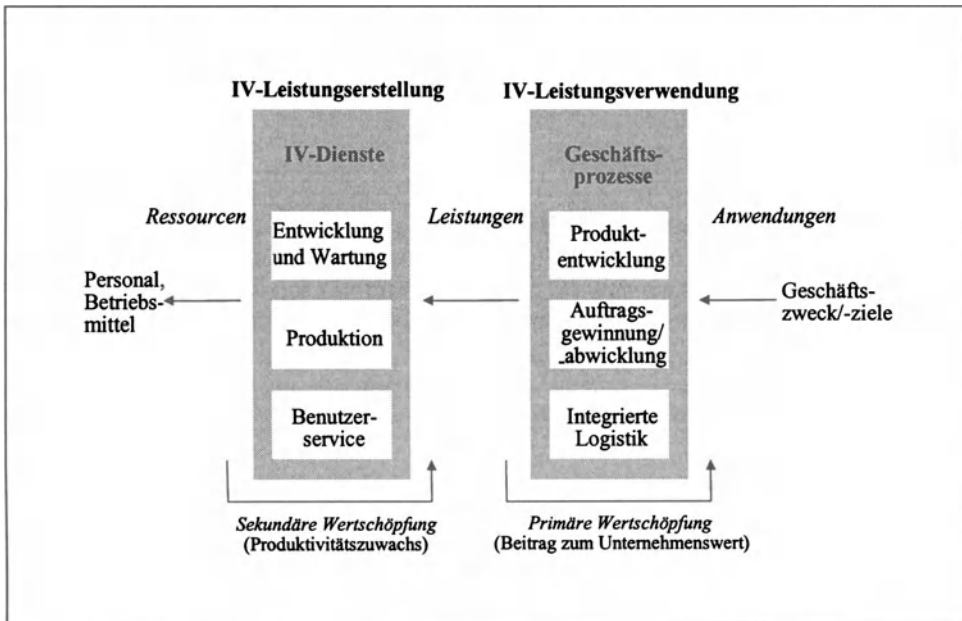 IV-Leistungserstellung
IV-Leistungsverwendung
IV-Dienste
Geschäfts-
prozesse
Ressourcen
Leistungen
Anwendungen
Entwicklung
und Wartung
Produkt-
entwicklung
Personal,
Betriebs-
mittel
Geschäfts-
zweck/-ziele
Produktion
Auftrags-
gewinnung/
-abwicklung
Benutzer-
service
Integrierte
Logistik
Sekundäre Wertschöpfung
(Produktivitätszuwachs)
Primäre Wertschöpfung
(Beitrag zum Unternehmenswert)